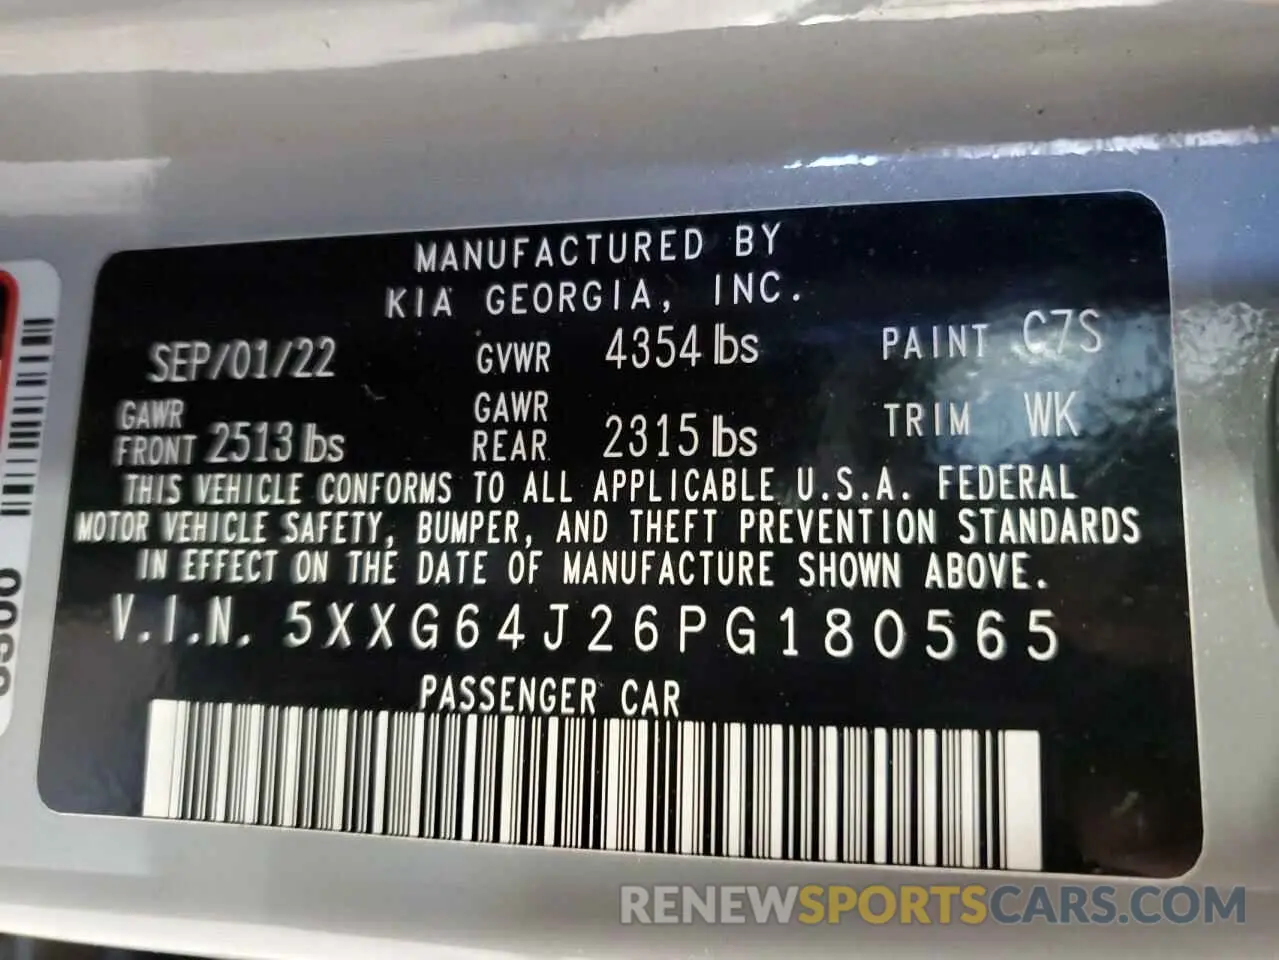 MANUFACTURED BY
KIA GEORGIA, INC.
SEP/01/22 GVWR 4354 lbs PAINT C7S
GAWR FRONT 2513 lbs GAWR REAR 2315 lbs TRIM WK
THIS VEHICLE CONFORMS TO ALL APPLICABLE U.S.A. FEDERAL
MOTOR VEHICLE SAFETY, BUMPER, AND THEFT PREVENTION STANDARDS
IN EFFECT ON THE DATE OF MANUFACTURE SHOWN ABOVE.
V.I.N. 5XXG64J26PG180565
PASSENGER CAR
RENEWSPORTSCARS.COM